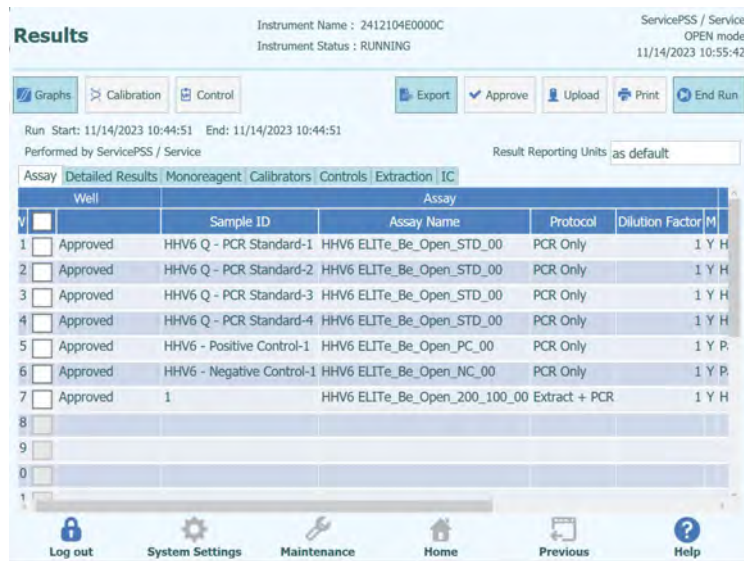 Results
Instrument Name : 2412104E0000C
Instrument Status : RUNNING
ServicePSS / Service
OPEN mode
11/14/2023 10:55:42
Graphs Calibration Control Export Approve Upload Print End Run
Run Start: 11/14/2023 10:44:51 End: 11/14/2023 10:44:51
Performed by ServicePSS / Service Result Reporting Units as default
Assay Detailed Results Monoreagent Calibrators Controls Extraction IC
Well Assay
Sample ID Assay Name Protocol Dilution Factor M
1 Approved HHV6 Q - PCR Standard-1 HHV6 ELITe_Be_Open_STD_00 PCR Only 1 Y H
2 Approved HHV6 Q - PCR Standard-2 HHV6 ELITe_Be_Open_STD_00 PCR Only 1 Y H
3 Approved HHV6 Q - PCR Standard-3 HHV6 ELITe_Be_Open_STD_00 PCR Only 1 Y H
4 Approved HHV6 Q - PCR Standard-4 HHV6 ELITe_Be_Open_STD_00 PCR Only 1 Y H
5 Approved HHV6 - Positive Control-1 HHV6 ELITe_Be_Open_PC_00 PCR Only 1 Y P
6 Approved HHV6 - Negative Control-1 HHV6 ELITe_Be_Open_NC_00 PCR Only 1 Y P
7 Approved 1 HHV6 ELITe_Be_Open_200_100_00 Extract + PCR 1 Y H
8
9
0
Log out System Settings Maintenance Home Previous Help